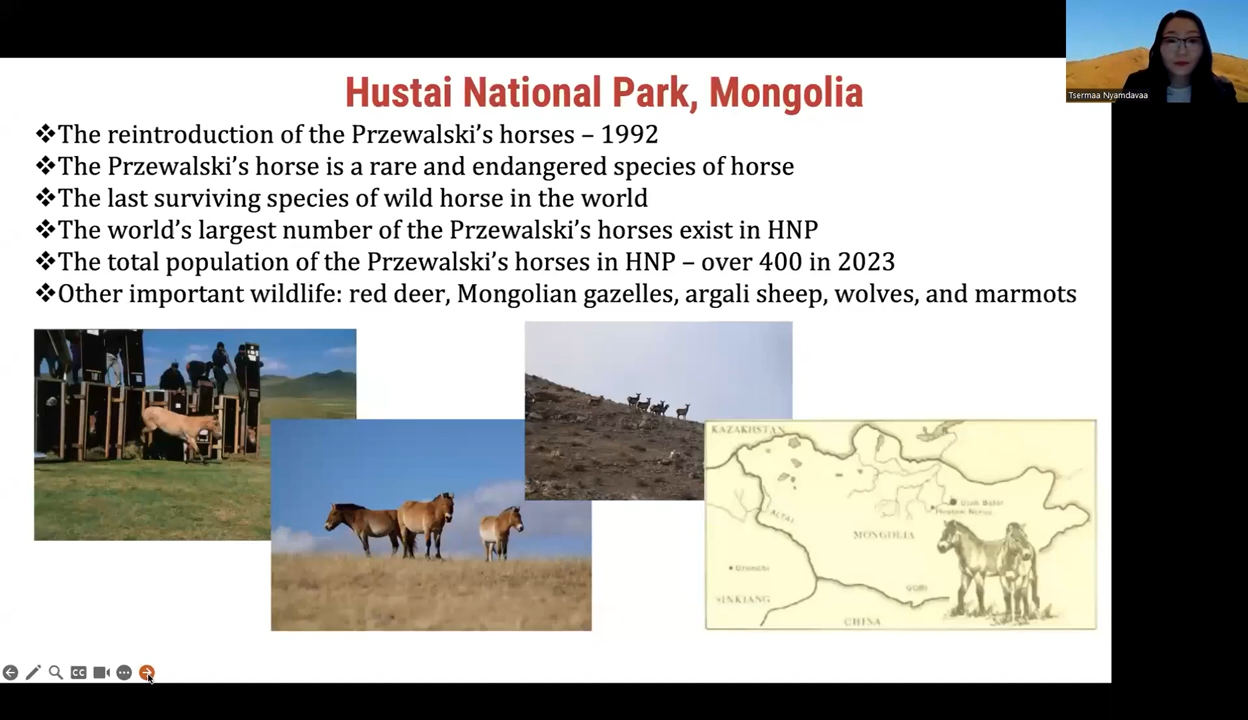 Hustai National Park, Mongolia
❖The reintroduction of the Przewalski’s horses – 1992
❖The Przewalski’s horse is a rare and endangered species of horse
❖The last surviving species of wild horse in the world
❖The world’s largest number of the Przewalski’s horses exist in HNP
❖The total population of the Przewalski’s horses in HNP – over 400 in 2023
❖Other important wildlife: red deer, Mongolian gazelles, argali sheep, wolves, and marmots
Tsermaa Nyamdavaa
KAZAKHSTAN
ALTAI
MONGOLIA
GOBI
SINKIANG
CHINA
CC